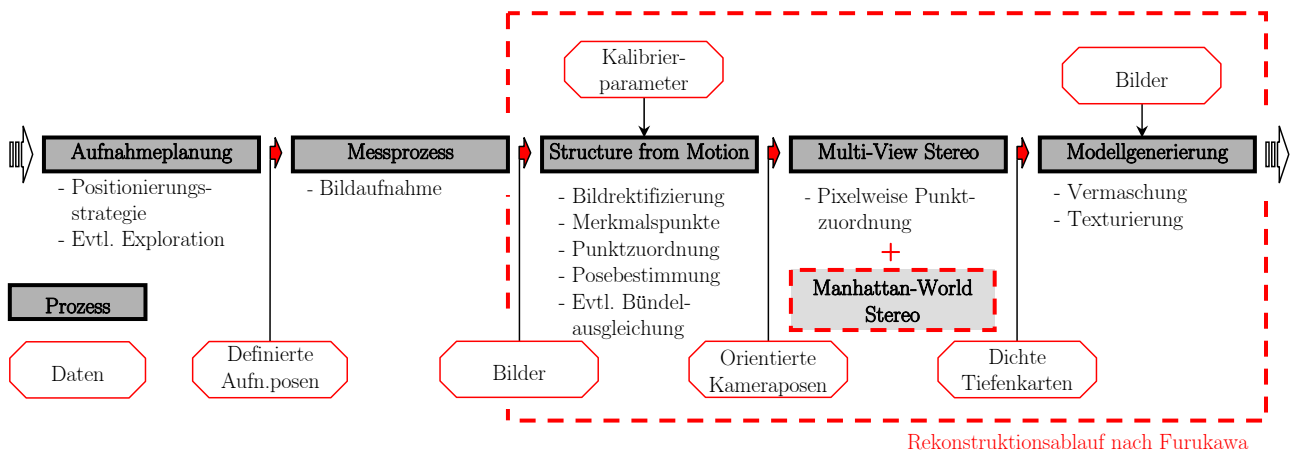 Kalibrier-
parameter
Bilder
Aufnahmeplanung
Messprozess
Structure from Motion
Multi-View Stereo
Modellgenerierung
- Positionierungs-
strategie
- Evtl. Exploration
- Bildaufnahme
- Bildrektifizierung
- Merkmalspunkte
- Punktzuordnung
- Posebestimmung
- Evtl. Bündel-
ausgleichung
- Pixelweise Punkt-
zuordnung
+
Manhattan-World
Stereo
- Vermaschung
- Texturierung
Prozess
Daten
Definierte
Aufn.posen
Bilder
Orientierte
Kameraposen
Dichte
Tiefenkarten
Rekonstruktionsablauf nach Furukawa